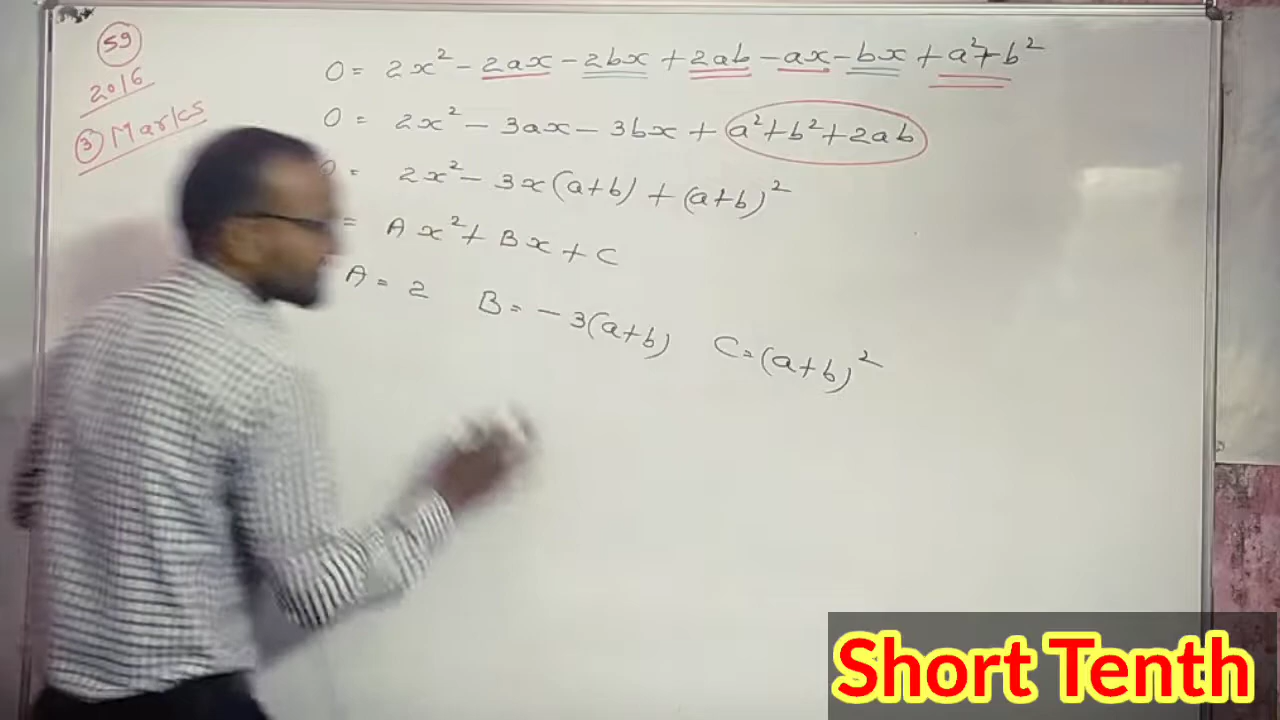 59
2016
3 Marks
0 = 2x² - 2ax - 2bx + 2ab - ax - bx + a² + b²
0 = 2x² - 3ax - 3bx + a² + b² + 2ab
= 2x² - 3x(a+b) + (a+b)²
= Ax² + Bx + C
A = 2 B = -3(a+b) C = (a+b)²
Short Tenth